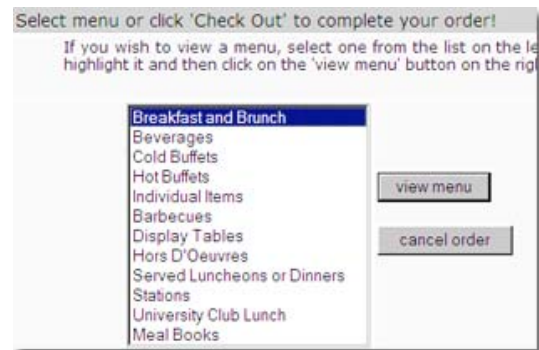 Select menu or click 'Check Out' to complete your order!
If you wish to view a menu, select one from the list on the le
highlight it and then click on the 'view menu' button on the rig
Breakfast and Brunch
Beverages
Cold Buffets
Hot Buffets
Individual Items
Barbecues
Display Tables
Hors D'Oeuvres
Served Luncheons or Dinners
Stations
University Club Lunch
Meal Books
view menu
cancel order